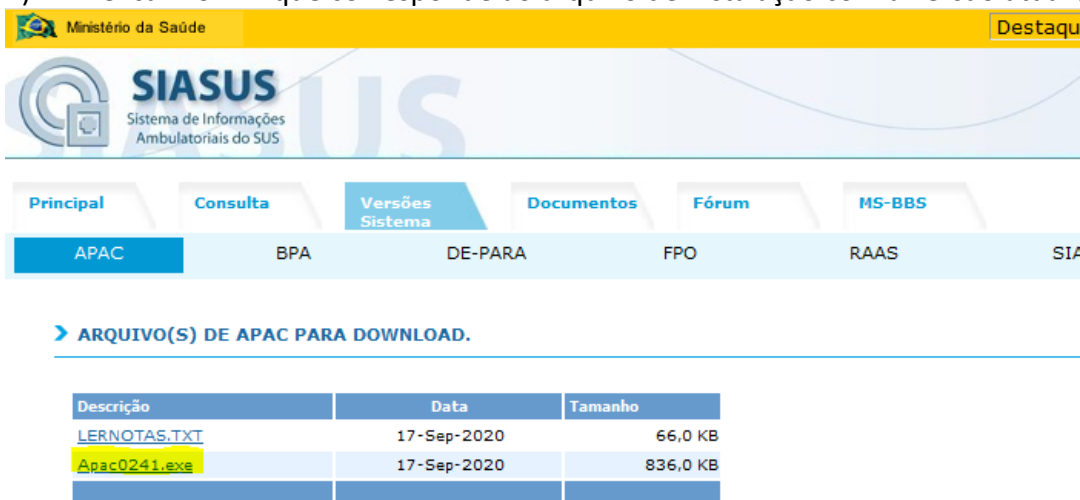 Ministério da Saúde
Destaqu
SIASUS
Sistema de Informações
Ambulatoriais do SUS
Principal Consulta Versões Sistema Documentos Fórum MS-BBS
APAC BPA DE-PARA FPO RAAS SIA
ARQUIVO(S) DE APAC PARA DOWNLOAD.
Descrição Data Tamanho
LERNOTAS.TXT 17-Sep-2020 66,0 KB
Apac0241.exe 17-Sep-2020 836,0 KB